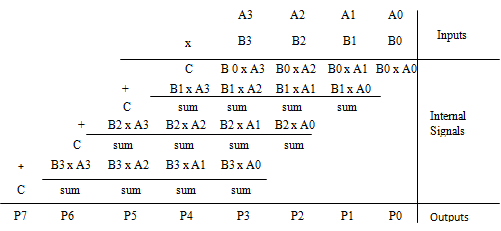 A3 A2 A1 A0
Inputs
x B3 B2 B1 B0
C B 0 x A3 B0 x A2 B0 x A1 B0 x A0
+ B1 x A3 B1 x A2 B1 x A1 B1 x A0
C sum sum sum sum
Internal
Signals
+ B2 x A3 B2 x A2 B2 x A1 B2 x A0
C sum sum sum sum
+ B3 x A3 B3 x A2 B3 x A1 B3 x A0
C sum sum sum sum
P7 P6 P5 P4 P3 P2 P1 P0 Outputs